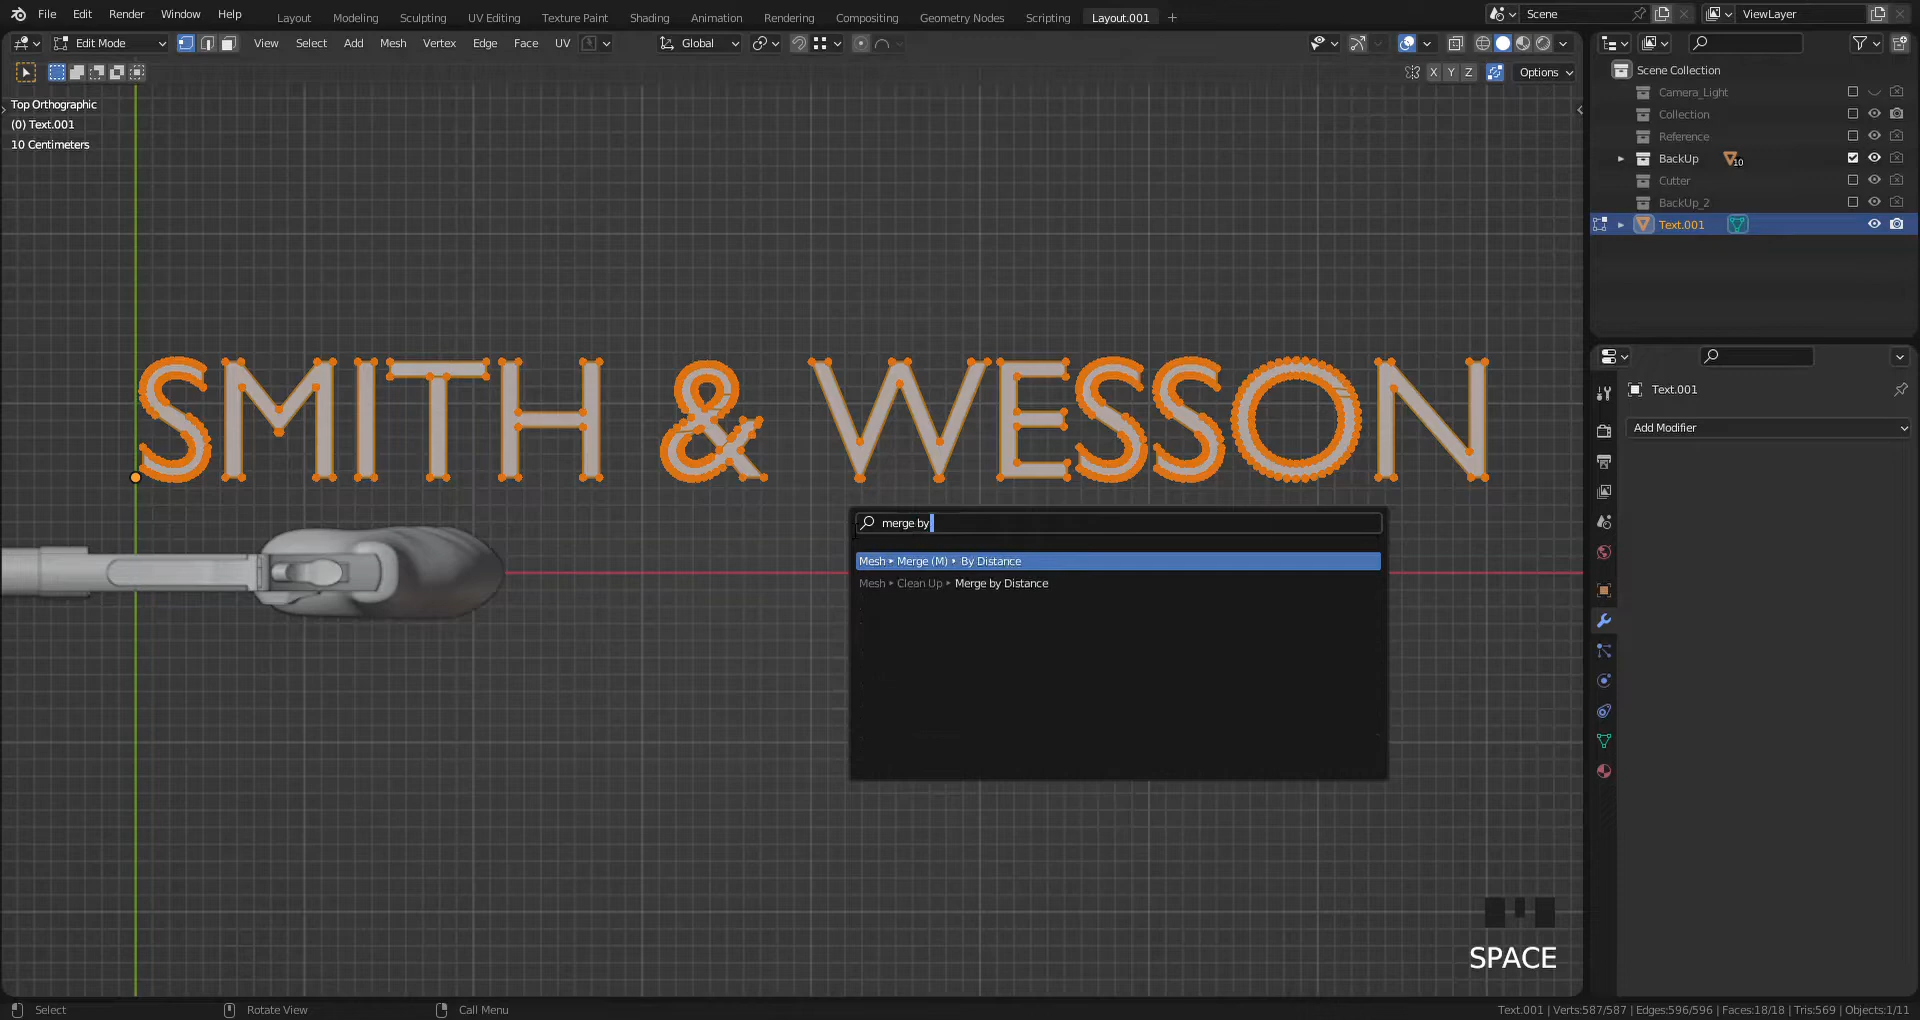 File Edit Render Window Help Layout Modeling Sculpting UV Editing Texture Paint Shading Animation Rendering Compositing Geometry Nodes Scripting Layout.001 Scene ViewLayer
Edit Mode View Select Add Mesh Vertex Edge Face UV Global
X Y Z Options
Top Orthographic
(0) Text.001
10 Centimeters
Scene Collection
Camera_Light
Collection
Reference
BackUp 10
Cutter
BackUp_2
Text.001
Text.001
Add Modifier
SMITH & WESSON
merge by
Mesh ▸ Merge (M) ▸ By Distance
Mesh ▸ Clean Up ▸ Merge by Distance
SPACE
Select Rotate View Call Menu Text.001 | Verts:587/587 | Edges:596/596 | Faces:18/18 | Tris:569 | Objects:1/11